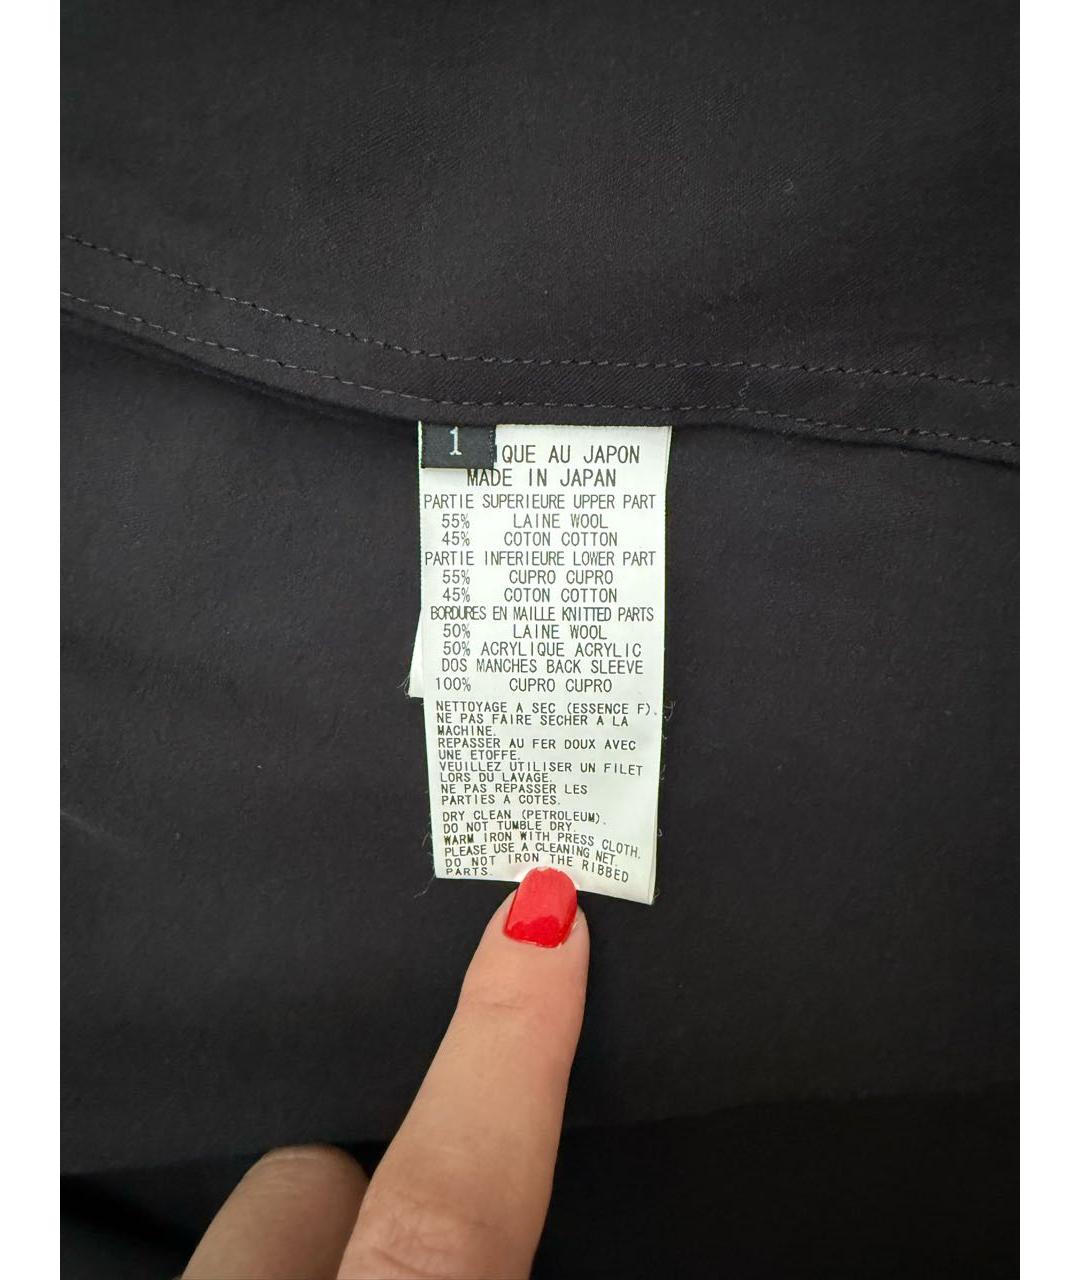 1
QUE AU JAPON
MADE IN JAPAN
PARTIE SUPERIEURE UPPER PART
55% LAINE WOOL
45% COTON COTTON
PARTIE INFERIEURE LOWER PART
55% CUPRO CUPRO
45% COTON COTTON
BORDURES EN MAILLE KNITTED PARTS
50% LAINE WOOL
50% ACRYLIQUE ACRYLIC
DOS MANCHES BACK SLEEVE
100% CUPRO CUPRO
NETTOYAGE A SEC (ESSENCE F).
NE PAS FAIRE SECHER A LA
MACHINE.
REPASSER AU FER DOUX AVEC
UNE ETOFFE.
VEUILLEZ UTILISER UN FILET
LORS DU LAVAGE.
NE PAS REPASSER LES
PARTIES A COTES.
DRY CLEAN (PETROLEUM).
DO NOT TUMBLE DRY.
WARM IRON WITH PRESS CLOTH.
PLEASE USE A CLEANING NET.
DO NOT IRON THE RIBBED
PARTS.